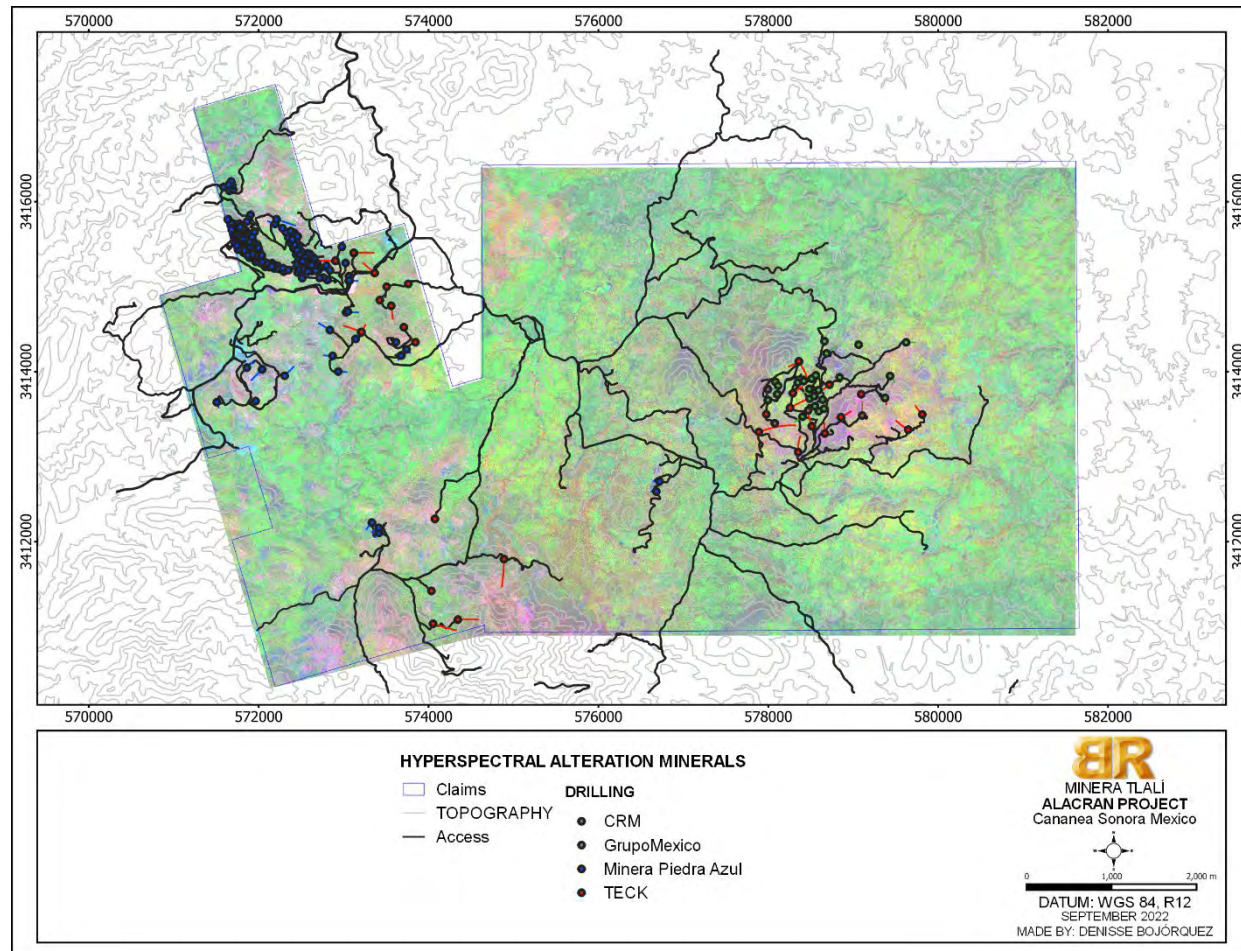 570000 572000 574000 576000 578000 580000 582000
3416000 3416000
3414000 3414000
3412000 3412000
570000 572000 574000 576000 578000 580000 582000
HYPERSPECTRAL ALTERATION MINERALS
Claims
TOPOGRAPHY
Access
DRILLING
CRM
GrupoMexico
Minera Piedra Azul
TECK
BR
MINERA TLALÍ
ALACRAN PROJECT
Cananea Sonora Mexico
0 1,000 2,000 m
DATUM: WGS 84, R12
SEPTEMBER 2022
MADE BY: DENISSE BOJÓRQUEZ